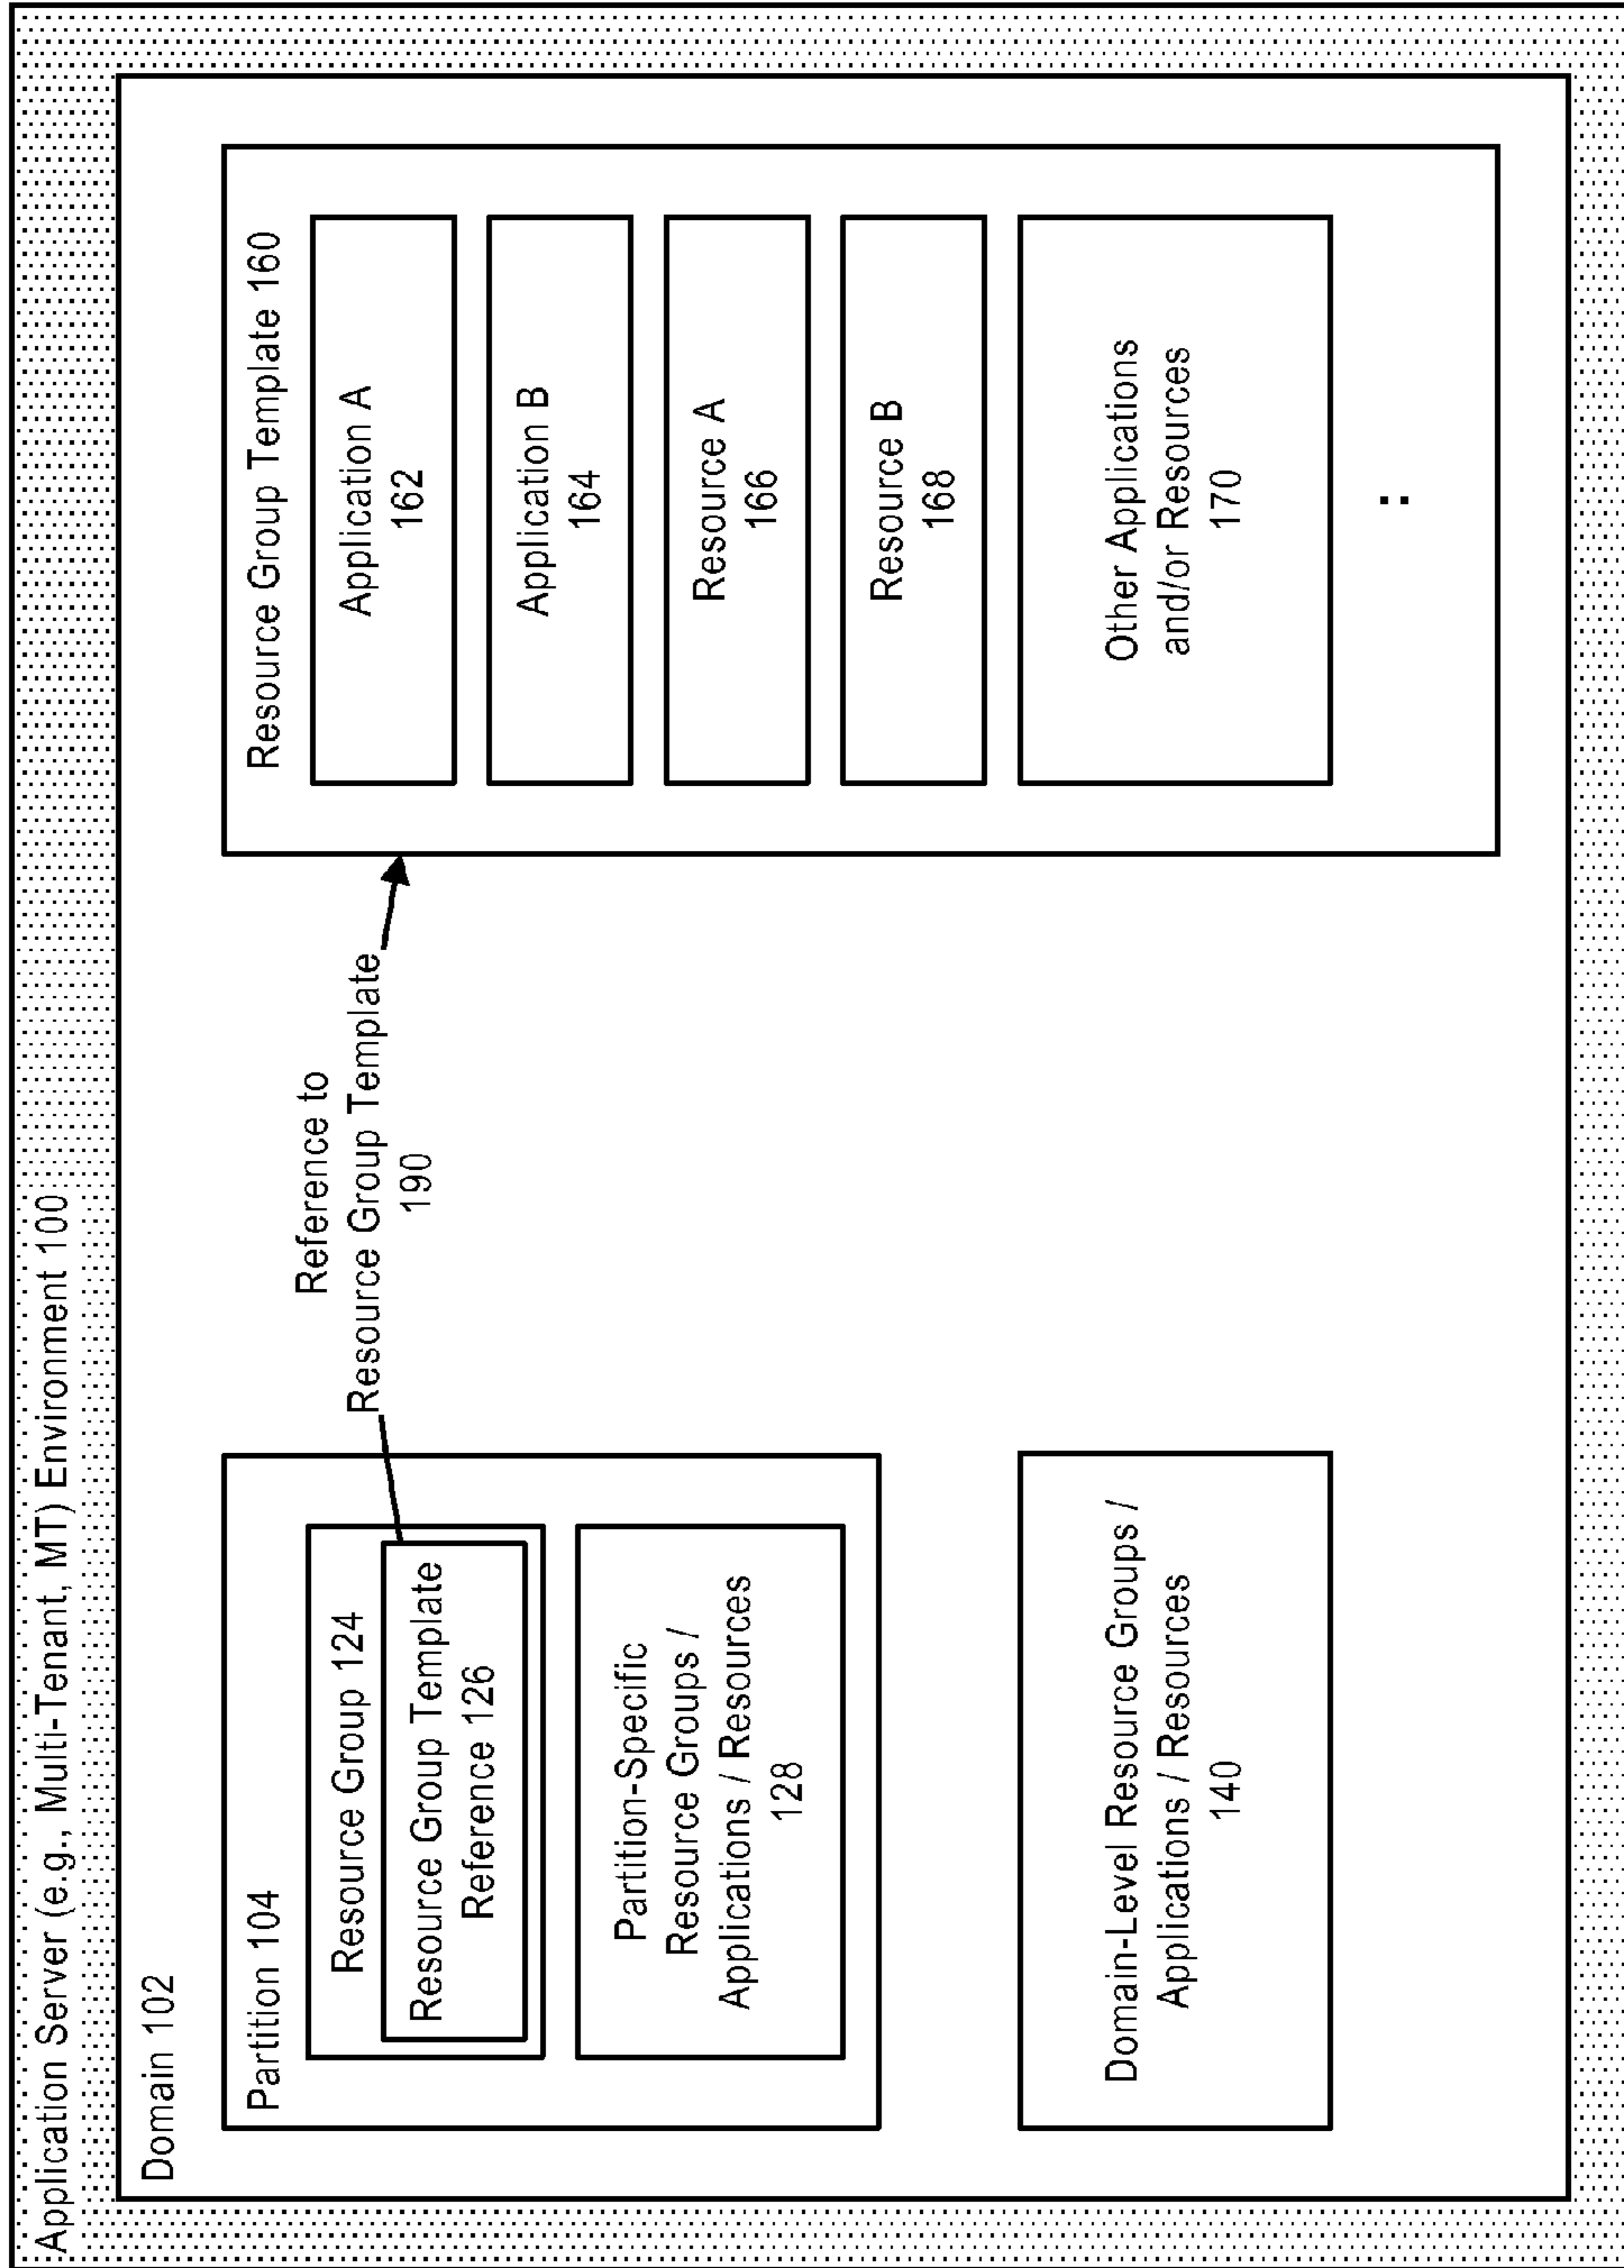 Application Server (e.g., Multi-Tenant, MT) Environment 100
Domain 102
Partition 104
Resource Group 124
Resource Group Template
Reference 126
Partition-Specific
Resource Groups /
Applications / Resources
128
Domain-Level Resource Groups /
Applications / Resources
140
Reference to
Resource Group Template
190
Resource Group Template 160
Application A
162
Application B
164
Resource A
166
Resource B
168
Other Applications
and/or Resources
170